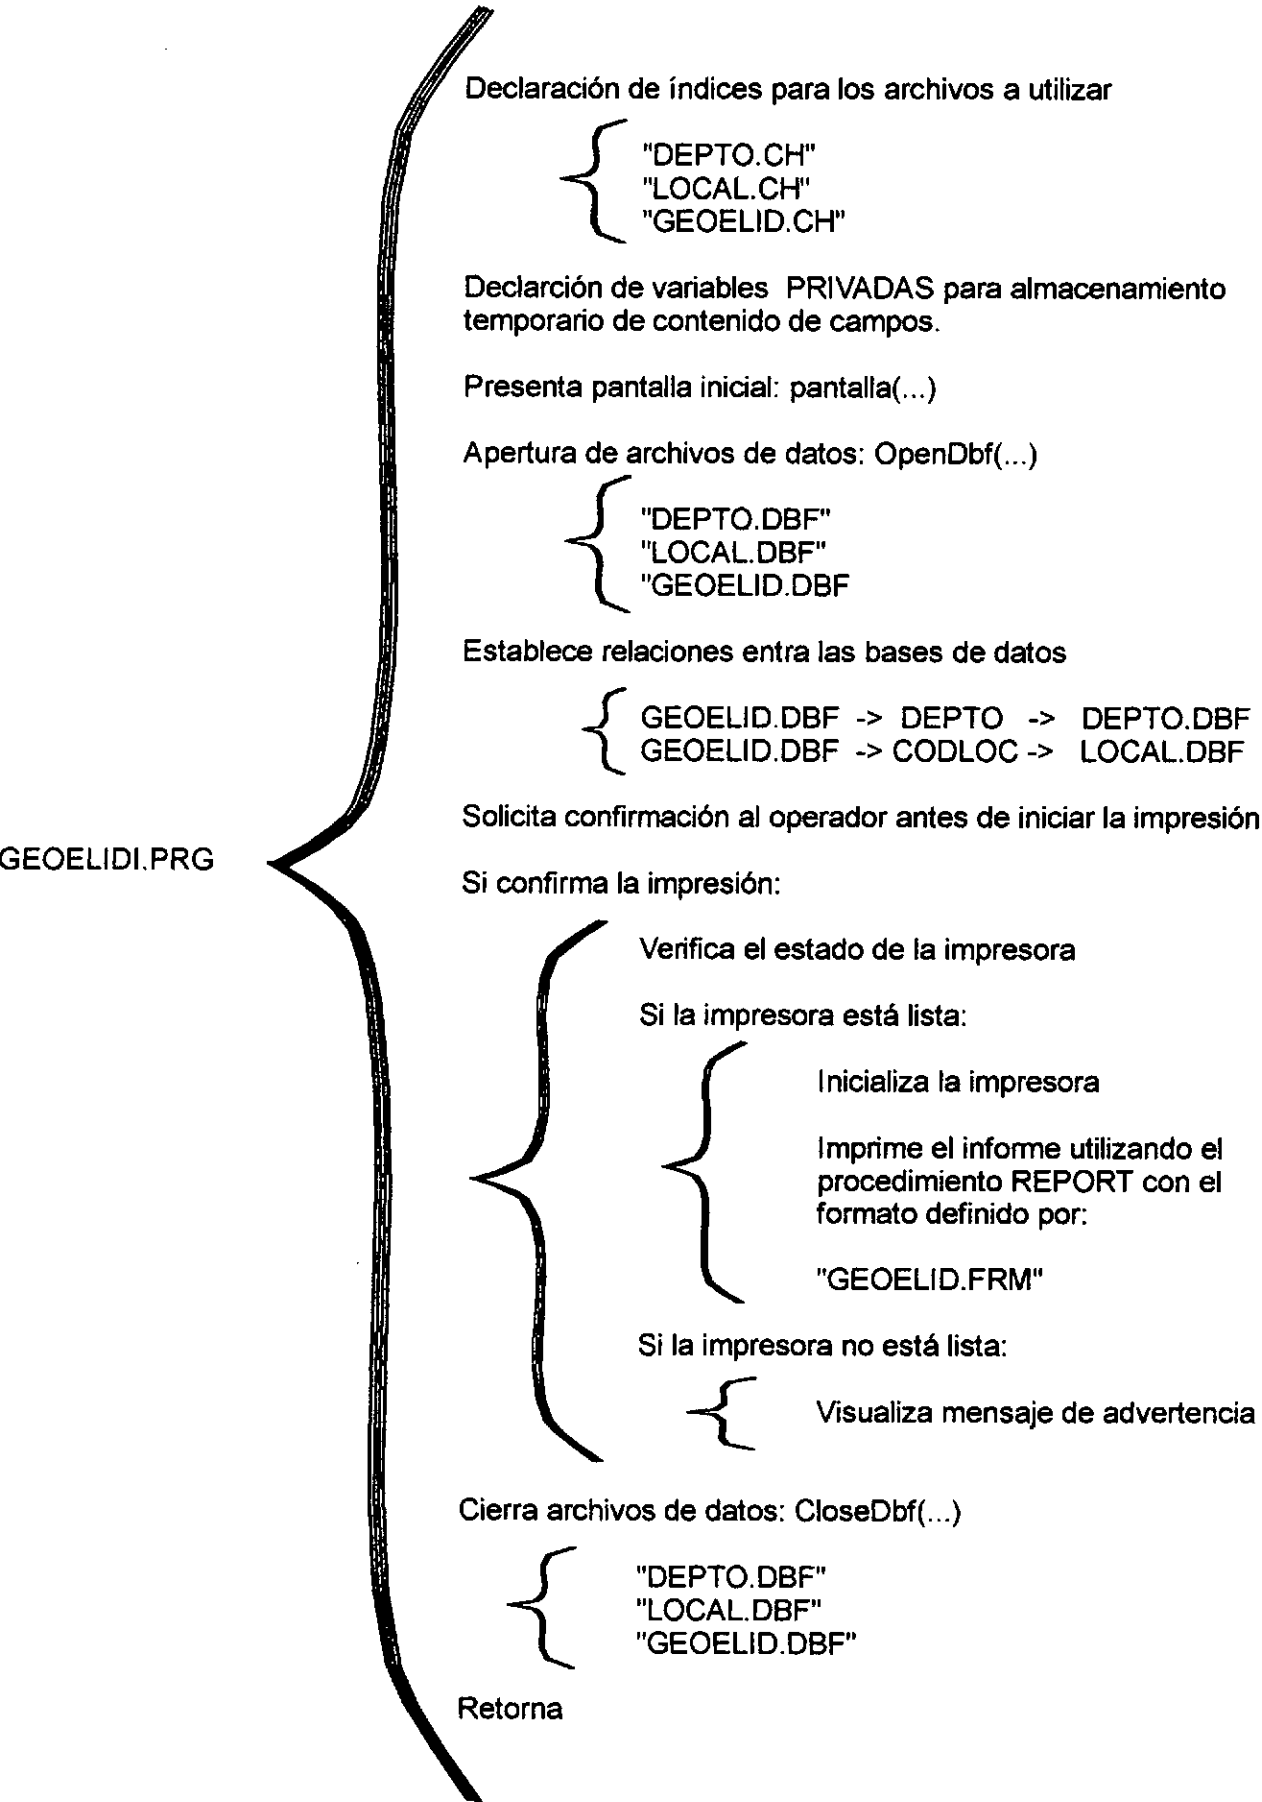 Declaración de índices para los archivos a utilizar
"DEPTO.CH"
"LOCAL.CH"
"GEOELID.CH"
Declarción de variables PRIVADAS para almacenamiento
temporario de contenido de campos.
Presenta pantalla inicial: pantalla(...)
Apertura de archivos de datos: OpenDbf(...)
"DEPTO.DBF"
"LOCAL.DBF"
"GEOELID.DBF
Establece relaciones entra las bases de datos
GEOELID.DBF -> DEPTO -> DEPTO.DBF
GEOELID.DBF -> CODLOC -> LOCAL.DBF
Solicita confirmación al operador antes de iniciar la impresión
GEOELIDI.PRG
Si confirma la impresión:
Verifica el estado de la impresora
Si la impresora está lista:
Inicializa la impresora
Imprime el informe utilizando el
procedimiento REPORT con el
formato definido por:
"GEOELID.FRM"
Si la impresora no está lista:
Visualiza mensaje de advertencia
Cierra archivos de datos: CloseDbf(...)
"DEPTO.DBF"
"LOCAL.DBF"
"GEOELID.DBF"
Retorna